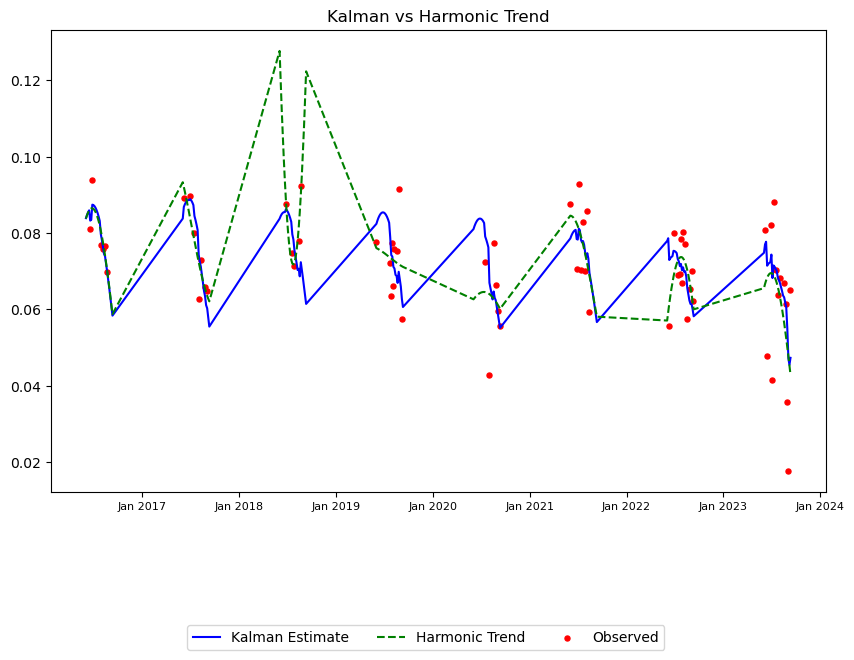 Kalman vs Harmonic Trend
0.12
0.10
0.08
0.06
0.04
0.02
Jan 2017 Jan 2018 Jan 2019 Jan 2020 Jan 2021 Jan 2022 Jan 2023 Jan 2024
Kalman Estimate Harmonic Trend Observed